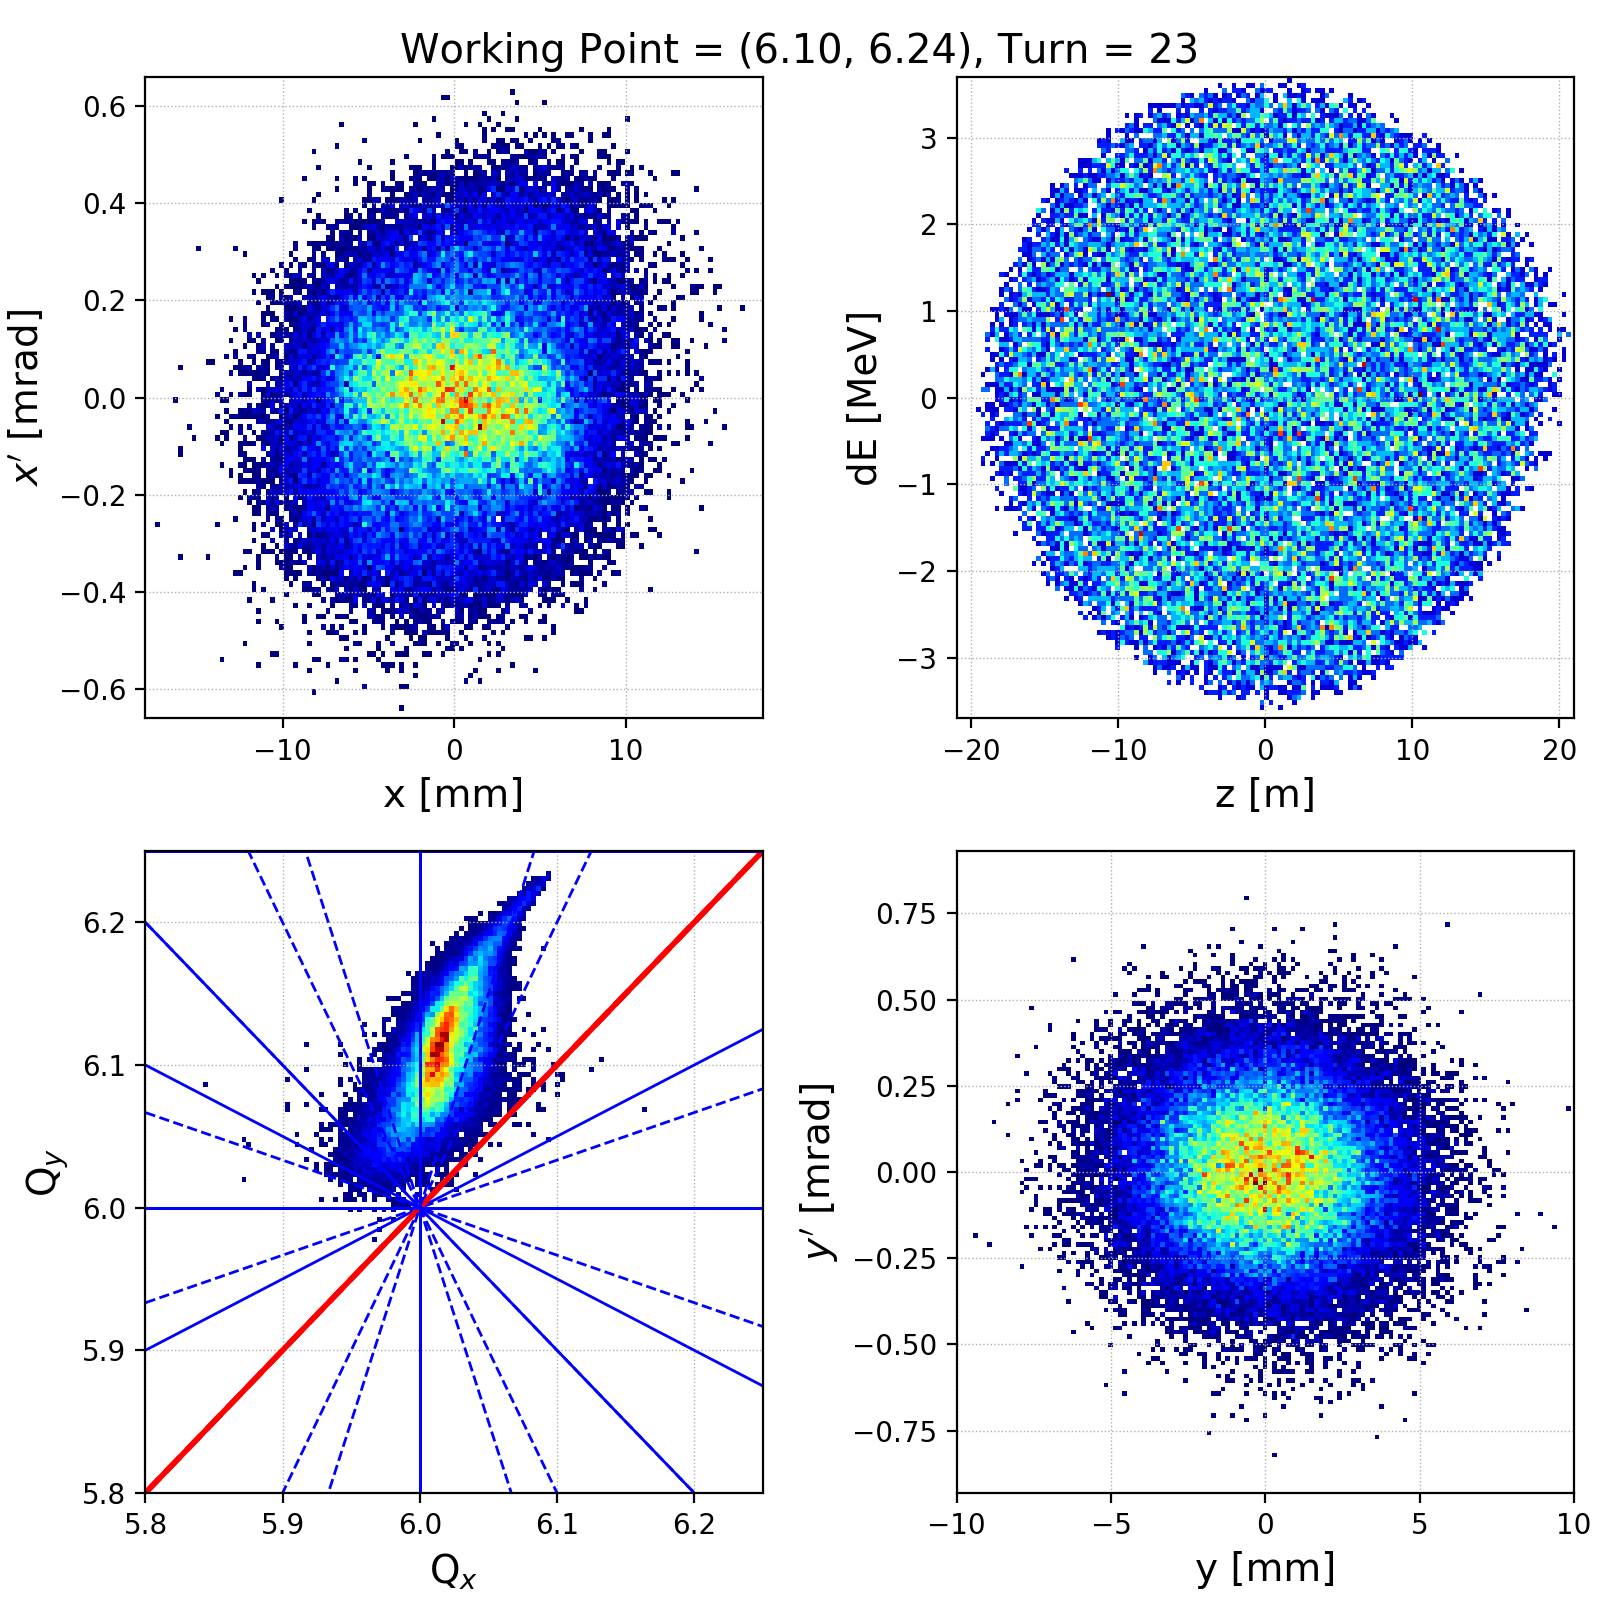 Working Point = (6.10, 6.24), Turn = 23
0.6
0.4
0.2
0.0
−0.2
−0.4
−0.6
x′ [mrad]
−10 0 10
x [mm]
3
2
1
0
−1
−2
−3
dE [MeV]
−20 −10 0 10 20
z [m]
6.2
6.1
6.0
5.9
5.8
Qy
5.8 5.9 6.0 6.1 6.2
Qx
0.75
0.50
0.25
0.00
−0.25
−0.50
−0.75
y′ [mrad]
−10 −5 0 5 10
y [mm]